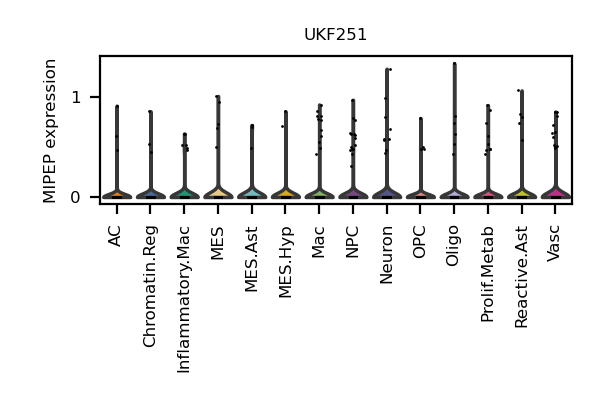 UKF251
MIPEP expression
1
0
AC
Chromatin.Reg
Inflammatory.Mac
MES
MES.Ast
MES.Hyp
Mac
NPC
Neuron
OPC
Oligo
Prolif.Metab
Reactive.Ast
Vasc